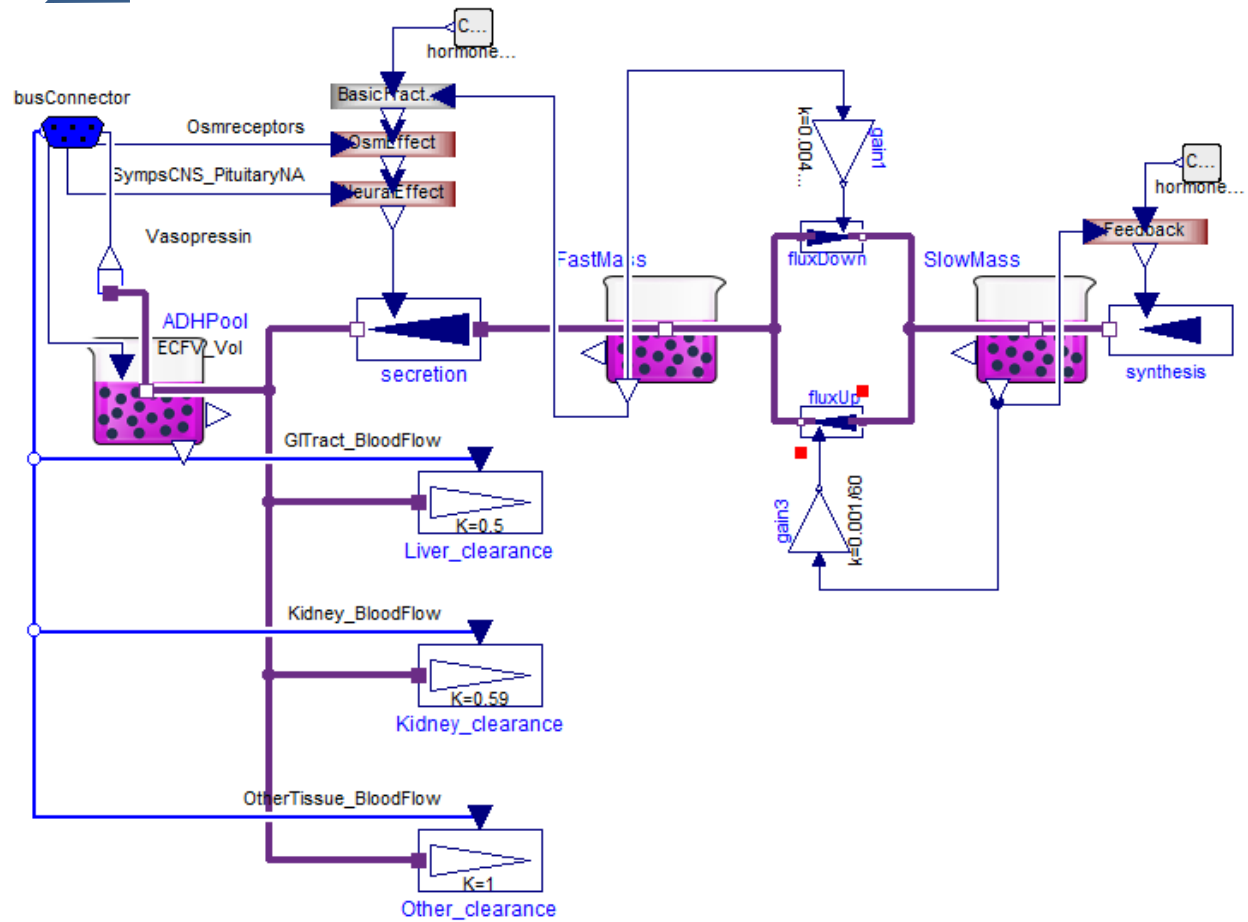 C...
hormone...
busConnector
BasicFract...
Osmreceptors
OsmEffect
SympsCNS_PituitaryNA
NeuralEffect
Vasopressin
k=0.004...
gain1
C...
hormone...
Feedback
FastMass
fluxDown
SlowMass
ADHPool
ECFV_Vol
secretion
synthesis
fluxUp
GITract_BloodFlow
gain3
k=0.001/60
K=0.5
Liver_clearance
Kidney_BloodFlow
K=0.59
Kidney_clearance
OtherTissue_BloodFlow
K=1
Other_clearance